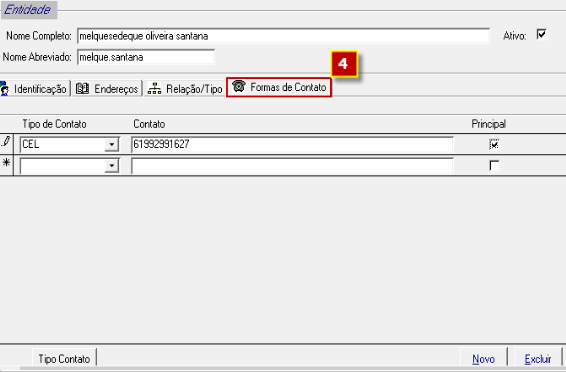 Entidade
Nome Completo: melquesedeque oliveira santana Ativo:
Nome Abreviado: melque.santana
4
Identificação Endereços Relação/Tipo Formas de Contato
Tipo de Contato Contato Principal
CEL 61992991627
*
Tipo Contato Novo Excluir